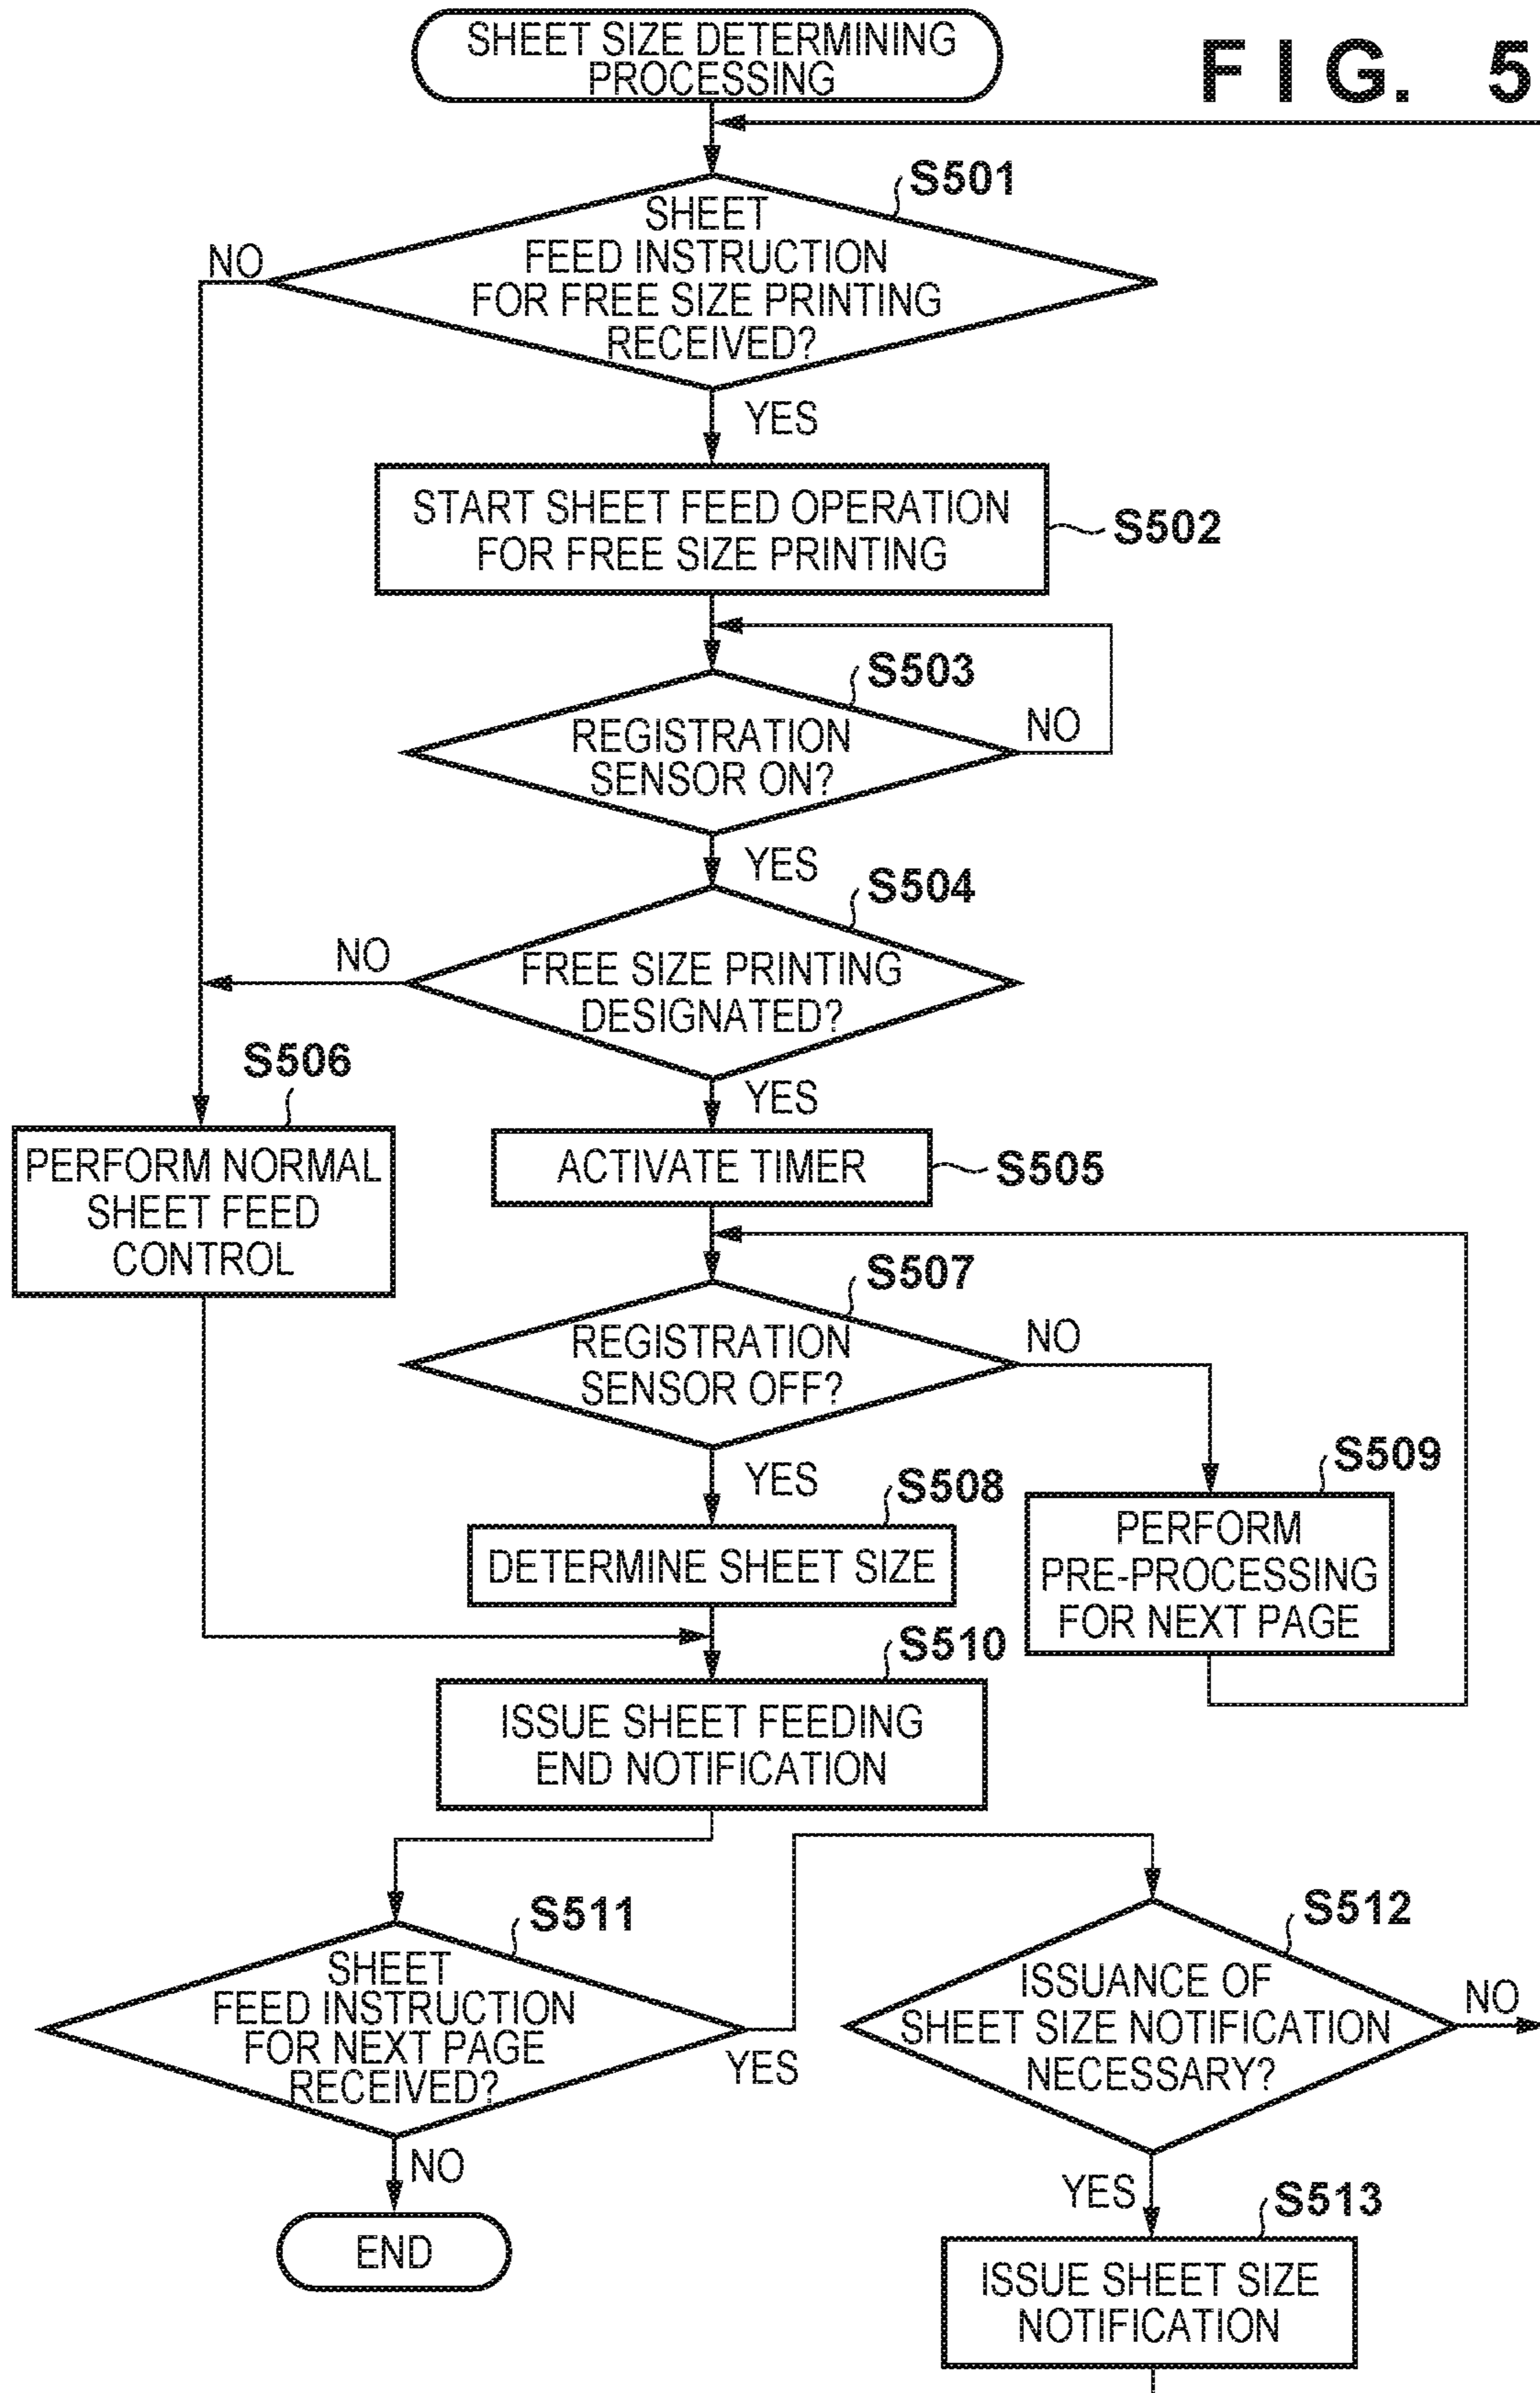 SHEET SIZE DETERMINING
PROCESSING
FIG. 5
S501
SHEET
FEED INSTRUCTION
FOR FREE SIZE PRINTING
RECEIVED?
NO
YES
START SHEET FEED OPERATION
FOR FREE SIZE PRINTING
S502
S503
REGISTRATION
SENSOR ON?
NO
YES
S504
FREE SIZE PRINTING
DESIGNATED?
NO
YES
S506
PERFORM NORMAL
SHEET FEED
CONTROL
ACTIVATE TIMER
S505
S507
REGISTRATION
SENSOR OFF?
NO
YES
S509
PERFORM
PRE-PROCESSING
FOR NEXT PAGE
S508
DETERMINE SHEET SIZE
S510
ISSUE SHEET FEEDING
END NOTIFICATION
S511
SHEET
FEED INSTRUCTION
FOR NEXT PAGE
RECEIVED?
YES
NO
END
S512
ISSUANCE OF
SHEET SIZE NOTIFICATION
NECESSARY?
NO
YES
S513
ISSUE SHEET SIZE
NOTIFICATION